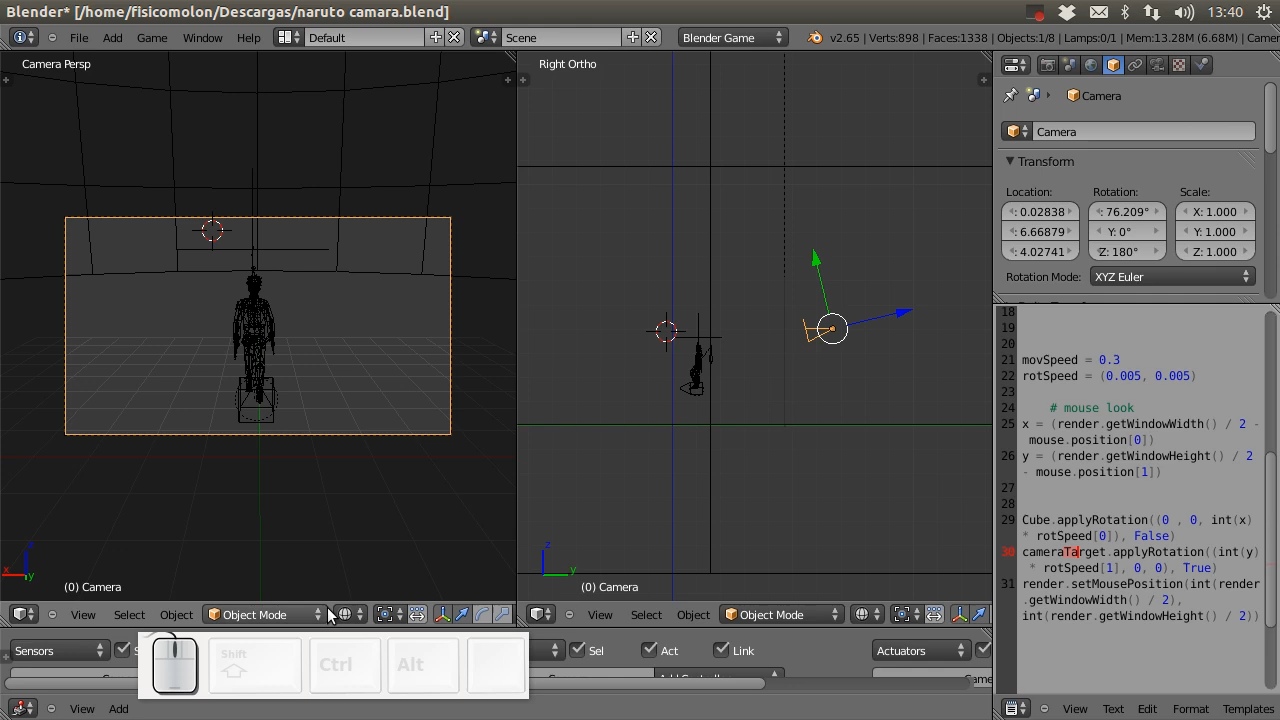 Blender* [/home/fisicomolon/Descargas/naruto camara.blend]
13:40
File Add Game Window Help
Default
Scene
Blender Game
v2.65 | Verts:898 | Faces:1338 | Objects:1/8 | Lamps:0/1 | Mem:13.28M (6.68M) | Camer
Camera Persp
Right Ortho
Camera
Camera
Transform
Location: Rotation: Scale:
: 0.02838 : 76.209° X: 1.000
: 6.66879 Y: 0° Y: 1.000
: 4.02741 Z: 180° Z: 1.000
Rotation Mode: XYZ Euler
18
19
20
21 movSpeed = 0.3
22 rotSpeed = (0.005, 0.005)
23
24 # mouse look
25 x = (render.getWindowWidth() / 2 -
mouse.position[0])
26 y = (render.getWindowHeight() / 2
- mouse.position[1])
27
28
29 Cube.applyRotation((0 , 0, int(x)
* rotSpeed[0]), False)
30 cameraTarget.applyRotation((int(y)
* rotSpeed[1], 0, 0), True)
31 render.setMousePosition(int(render
.getWindowWidth() / 2),
int(render.getWindowHeight() / 2))
z
x
y
z
y
(0) Camera
(0) Camera
View Select Object Object Mode
View Select Object Object Mode
Sensors
Sel Act Link
Actuators
Shift
Ctrl
Alt
View Add
View Text Edit Format Templates